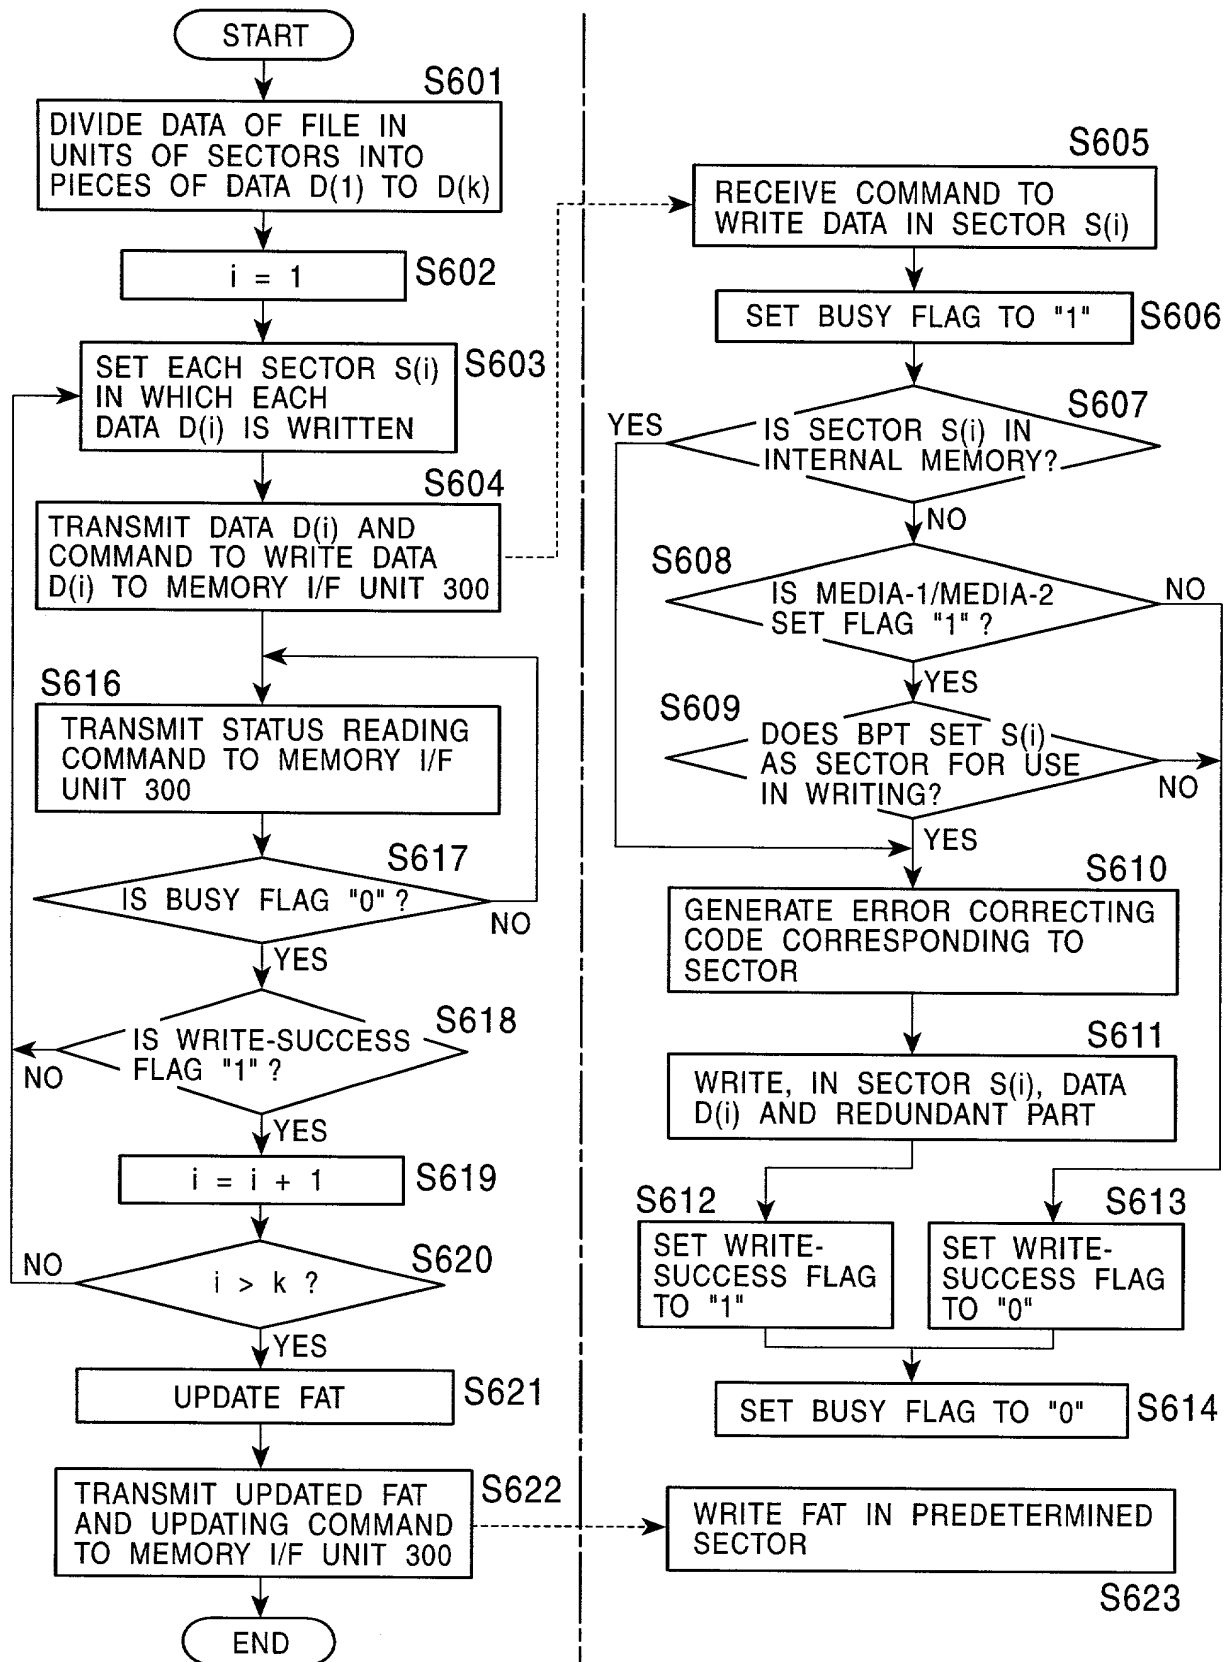 START
S601
DIVIDE DATA OF FILE IN
UNITS OF SECTORS INTO
PIECES OF DATA D(1) TO D(k)
i = 1
S602
SET EACH SECTOR S(i)
IN WHICH EACH
DATA D(i) IS WRITTEN
S603
S604
TRANSMIT DATA D(i) AND
COMMAND TO WRITE DATA
D(i) TO MEMORY I/F UNIT 300
S616
TRANSMIT STATUS READING
COMMAND TO MEMORY I/F
UNIT 300
S617
IS BUSY FLAG "0" ?
NO
YES
S618
IS WRITE-SUCCESS
FLAG "1" ?
NO
YES
i = i + 1
S619
NO
S620
i > k ?
YES
UPDATE FAT
S621
TRANSMIT UPDATED FAT
AND UPDATING COMMAND
TO MEMORY I/F UNIT 300
S622
END
S605
RECEIVE COMMAND TO
WRITE DATA IN SECTOR S(i)
SET BUSY FLAG TO "1"
S606
S607
YES
IS SECTOR S(i) IN
INTERNAL MEMORY?
NO
S608
IS MEDIA-1/MEDIA-2
SET FLAG "1" ?
NO
YES
S609
DOES BPT SET S(i)
AS SECTOR FOR USE
IN WRITING?
NO
YES
S610
GENERATE ERROR CORRECTING
CODE CORRESPONDING TO
SECTOR
S611
WRITE, IN SECTOR S(i), DATA
D(i) AND REDUNDANT PART
S612
SET WRITE-
SUCCESS FLAG
TO "1"
S613
SET WRITE-
SUCCESS FLAG
TO "0"
SET BUSY FLAG TO "0"
S614
WRITE FAT IN PREDETERMINED
SECTOR
S623